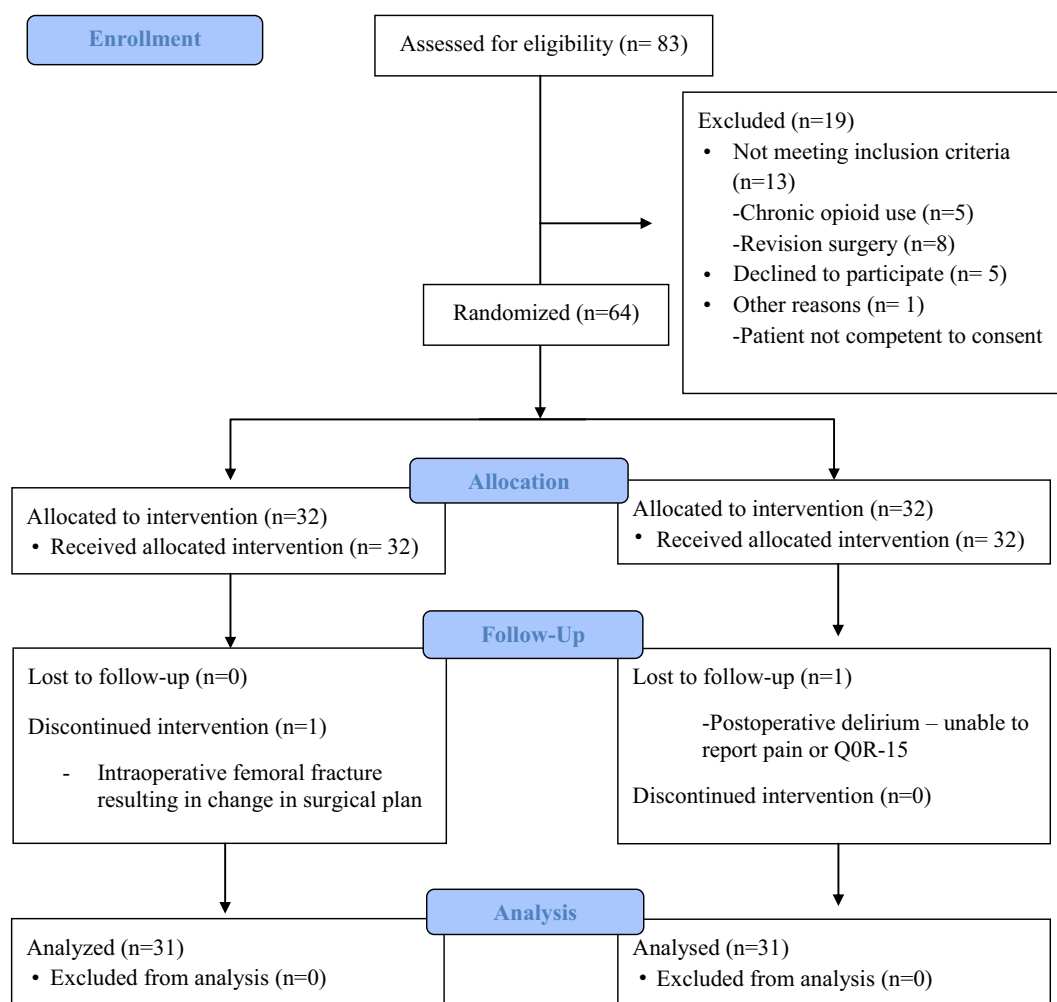 Enrollment
Assessed for eligibility (n= 83)
Excluded (n=19)
• Not meeting inclusion criteria
(n=13)
-Chronic opioid use (n=5)
-Revision surgery (n=8)
• Declined to participate (n= 5)
• Other reasons (n= 1)
-Patient not competent to consent
Randomized (n=64)
Allocation
Allocated to intervention (n=32)
• Received allocated intervention (n= 32)
Allocated to intervention (n=32)
• Received allocated intervention (n= 32)
Follow-Up
Lost to follow-up (n=0)
Discontinued intervention (n=1)
- Intraoperative femoral fracture
resulting in change in surgical plan
Lost to follow-up (n=1)
-Postoperative delirium – unable to
report pain or Q0R-15
Discontinued intervention (n=0)
Analysis
Analyzed (n=31)
• Excluded from analysis (n=0)
Analysed (n=31)
• Excluded from analysis (n=0)